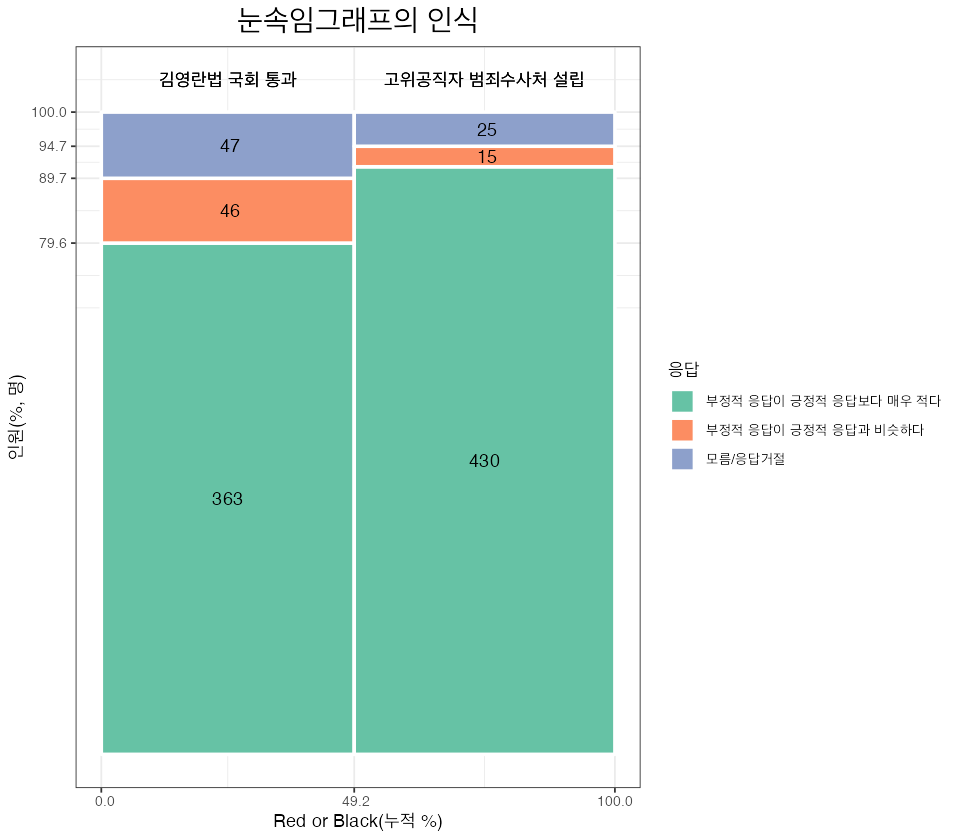 눈속임그래프의 인식
김영란법 국회 통과
고위공직자 범죄수사처 설립
100.0
94.7
89.7
79.6
47
25
46
15
363
430
인원(%, 명)
0.0
49.2
100.0
Red or Black(누적 %)
응답
부정적 응답이 긍정적 응답보다 매우 적다
부정적 응답이 긍정적 응답과 비슷하다
모름/응답거절